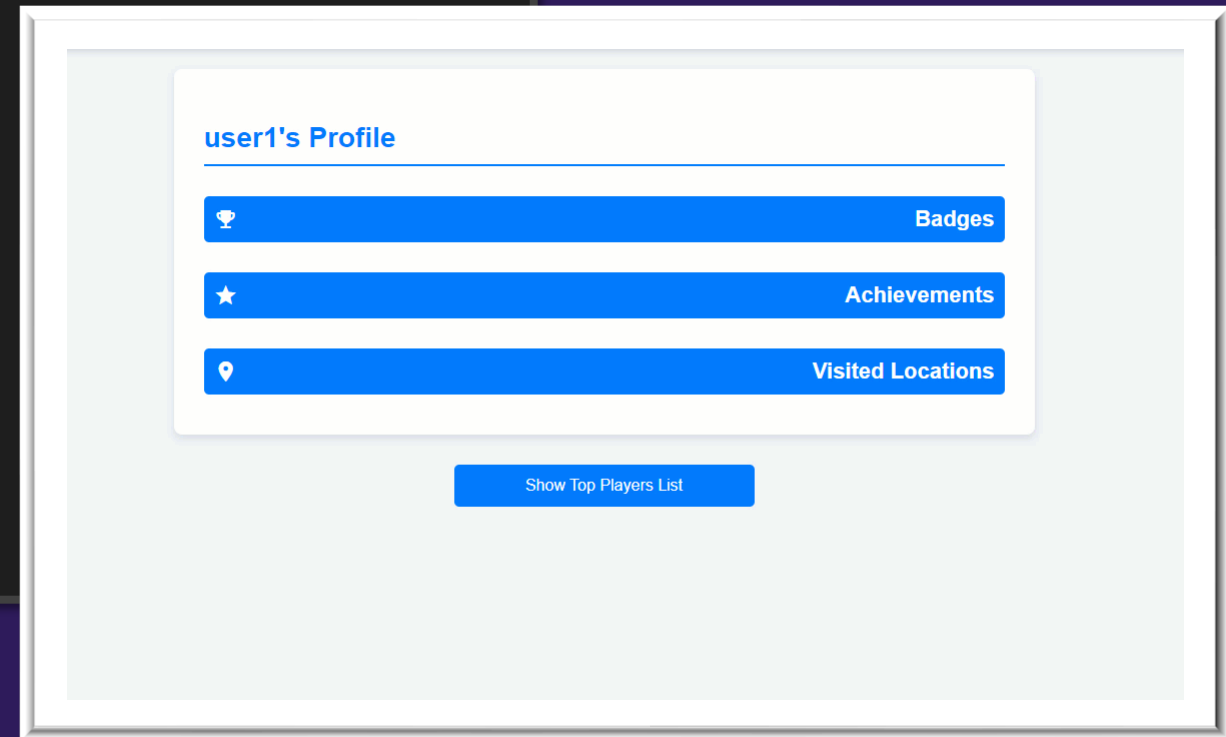 user1's Profile
Badges
Achievements
Visited Locations
Show Top Players List